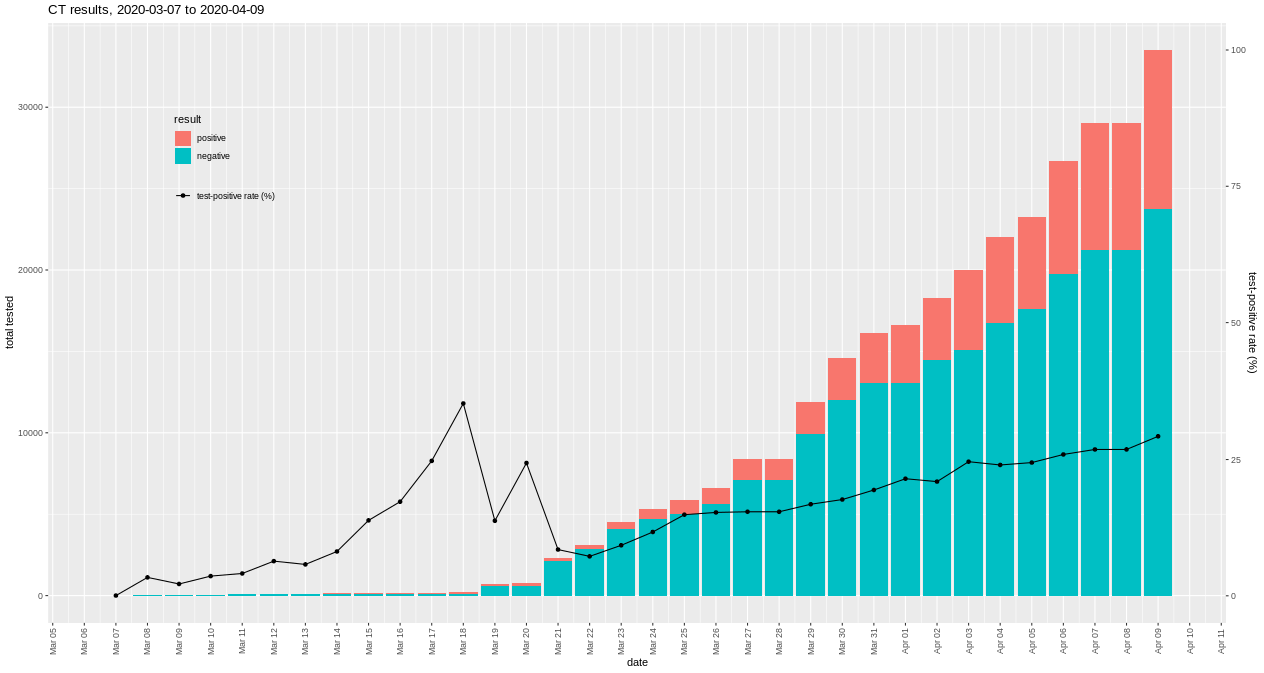 CT results, 2020-03-07 to 2020-04-09
result
positive
negative
test-positive rate (%)
total tested
30000
20000
10000
0
100
75
50
25
0
test-positive rate (%)
Mar 05
Mar 06
Mar 07
Mar 08
Mar 09
Mar 10
Mar 11
Mar 12
Mar 13
Mar 14
Mar 15
Mar 16
Mar 17
Mar 18
Mar 19
Mar 20
Mar 21
Mar 22
Mar 23
Mar 24
Mar 25
Mar 26
Mar 27
Mar 28
Mar 29
Mar 30
Mar 31
Apr 01
Apr 02
Apr 03
Apr 04
Apr 05
Apr 06
Apr 07
Apr 08
Apr 09
Apr 10
Apr 11
date